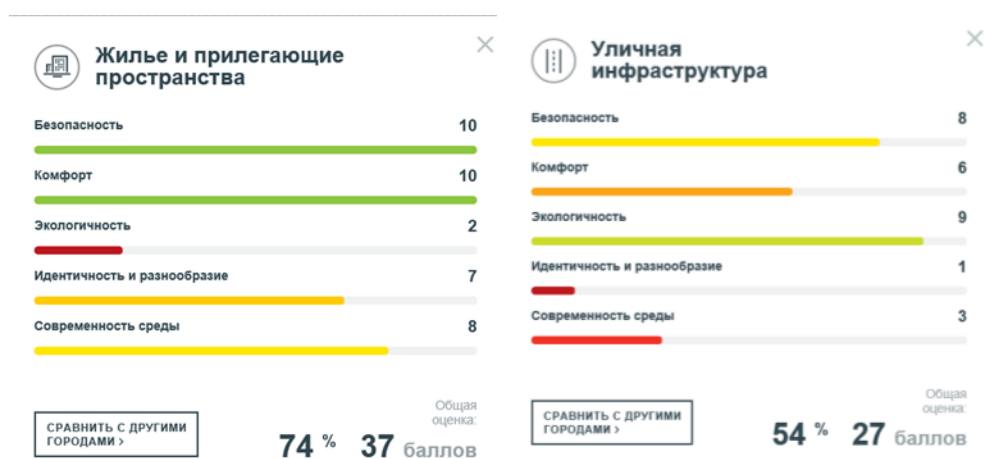 Жилье и прилегающие
пространства
Безопасность 10
Комфорт 10
Экологичность 2
Идентичность и разнообразие 7
Современность среды 8
СРАВНИТЬ С ДРУГИМИ
ГОРОДАМИ >
Общая
оценка:
74 % 37 баллов
Уличная
инфраструктура
Безопасность 8
Комфорт 6
Экологичность 9
Идентичность и разнообразие 1
Современность среды 3
СРАВНИТЬ С ДРУГИМИ
ГОРОДАМИ >
Общая
оценка:
54 % 27 баллов